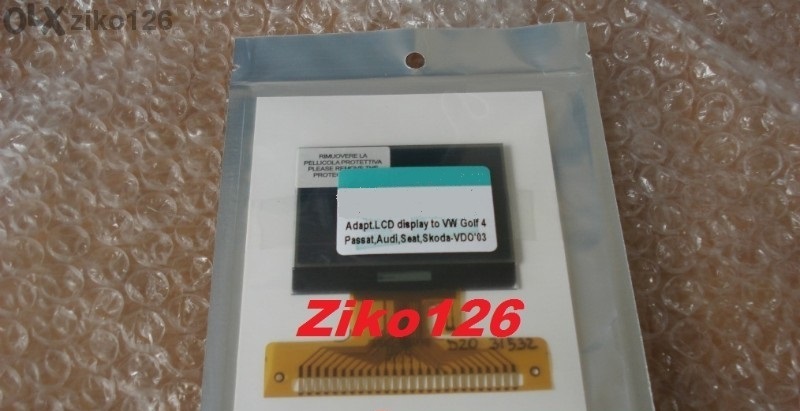 OLX ziko126
RIMUOVERE LA
PELLICOLA PROTETTIVA
PLEASE REMOVE THE
Adapt.LCD display to VW Golf 4
Passat,Audi,Seat,Skoda-VDO'03
Ziko126
D20 31532